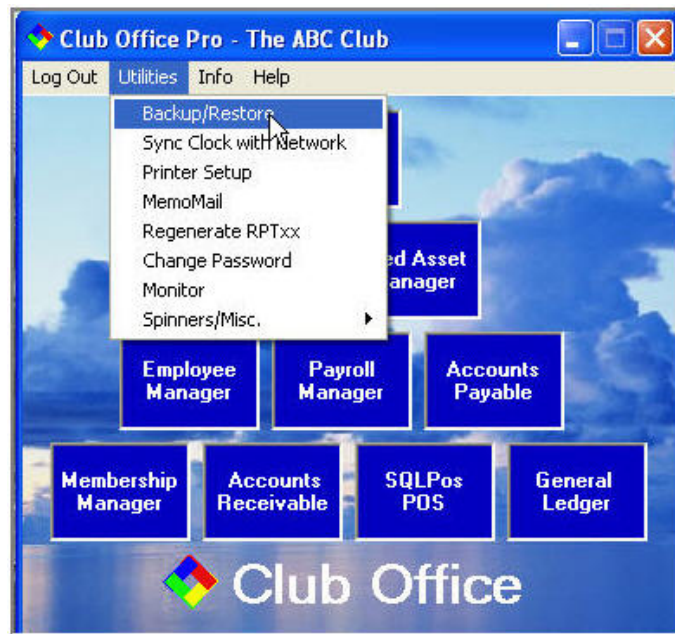 Club Office Pro - The ABC Club
Log Out Utilities Info Help
Backup/Restore
Sync Clock with Network
Printer Setup
MemoMail
Regenerate RPTxx
Change Password
Monitor
Spinners/Misc.
Asset
Employee
Manager
Payroll
Manager
Accounts
Payable
Membership
Manager
Accounts
Receivable
SQLPos
POS
General
Ledger
Club Office